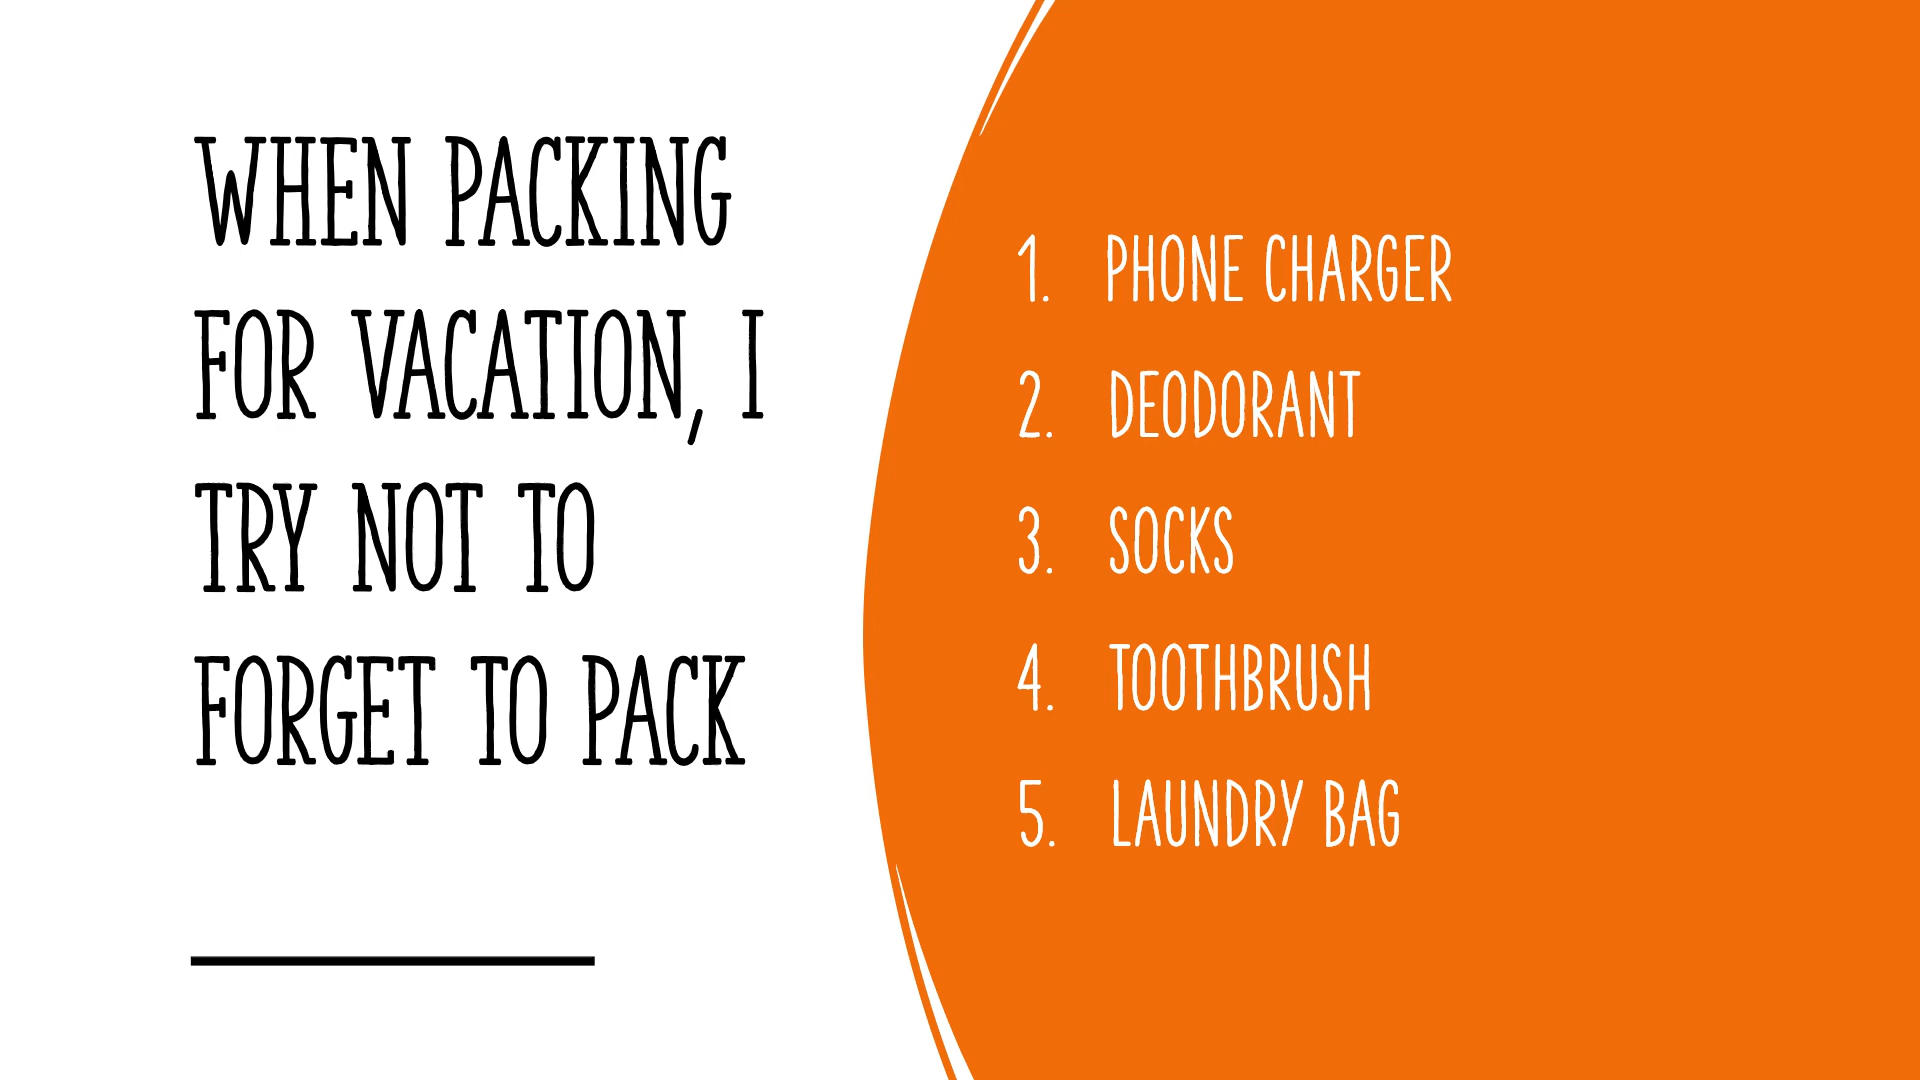 WHEN PACKING
FOR VACATION, I
TRY NOT TO
FORGET TO PACK
1. PHONE CHARGER
2. DEODORANT
3. SOCKS
4. TOOTHBRUSH
5. LAUNDRY BAG